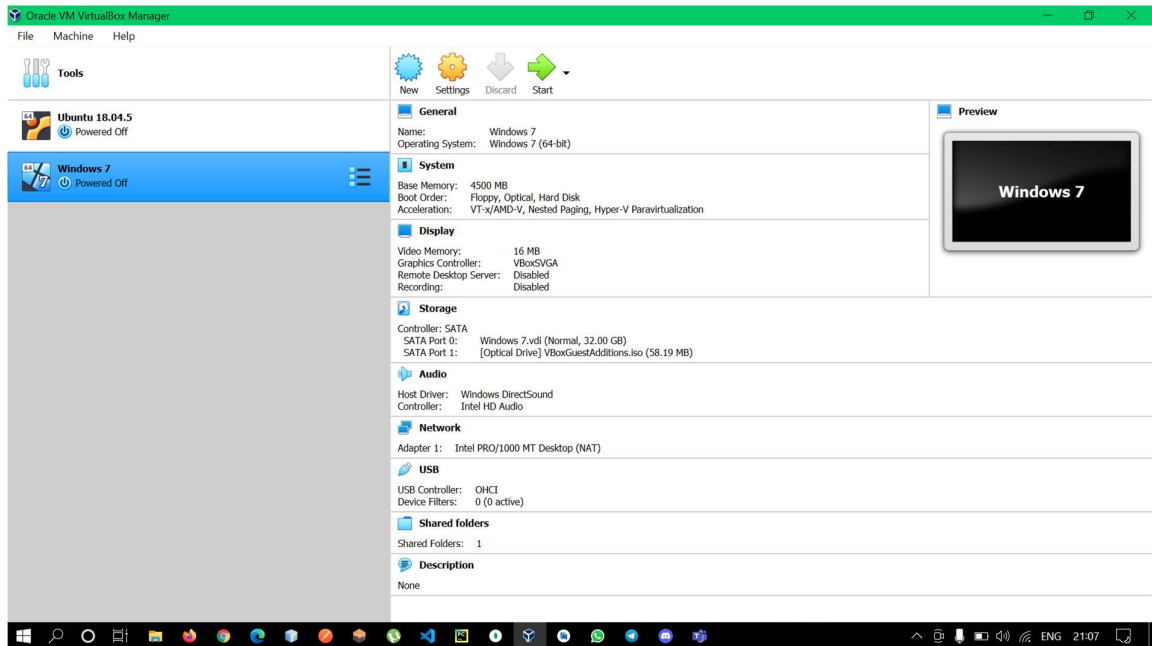 Oracle VM VirtualBox Manager
File Machine Help
Tools
New Settings Discard Start
64
Ubuntu 18.04.5
Powered Off
64
7
Windows 7
Powered Off
General
Name: Windows 7
Operating System: Windows 7 (64-bit)
System
Base Memory: 4500 MB
Boot Order: Floppy, Optical, Hard Disk
Acceleration: VT-x/AMD-V, Nested Paging, Hyper-V Paravirtualization
Display
Video Memory: 16 MB
Graphics Controller: VBoxSVGA
Remote Desktop Server: Disabled
Recording: Disabled
Storage
Controller: SATA
SATA Port 0: Windows 7.vdi (Normal, 32.00 GB)
SATA Port 1: [Optical Drive] VBoxGuestAdditions.iso (58.19 MB)
Audio
Host Driver: Windows DirectSound
Controller: Intel HD Audio
Network
Adapter 1: Intel PRO/1000 MT Desktop (NAT)
USB
USB Controller: OHCI
Device Filters: 0 (0 active)
Shared folders
Shared Folders: 1
Description
None
Preview
Windows 7
ENG 21:07